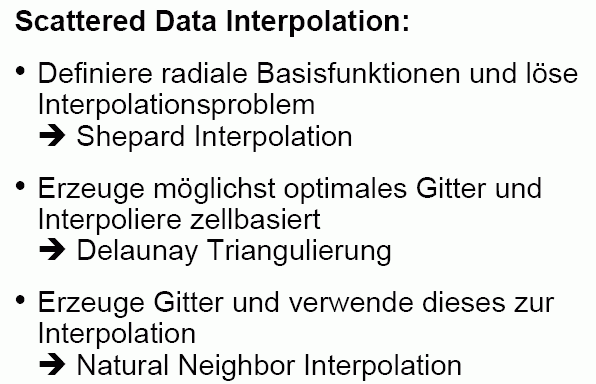 Scattered Data Interpolation:
• Definiere radiale Basisfunktionen und löse
Interpolationsproblem
➔ Shepard Interpolation
• Erzeuge möglichst optimales Gitter und
Interpoliere zellbasiert
➔ Delaunay Triangulierung
• Erzeuge Gitter und verwende dieses zur
Interpolation
➔ Natural Neighbor Interpolation